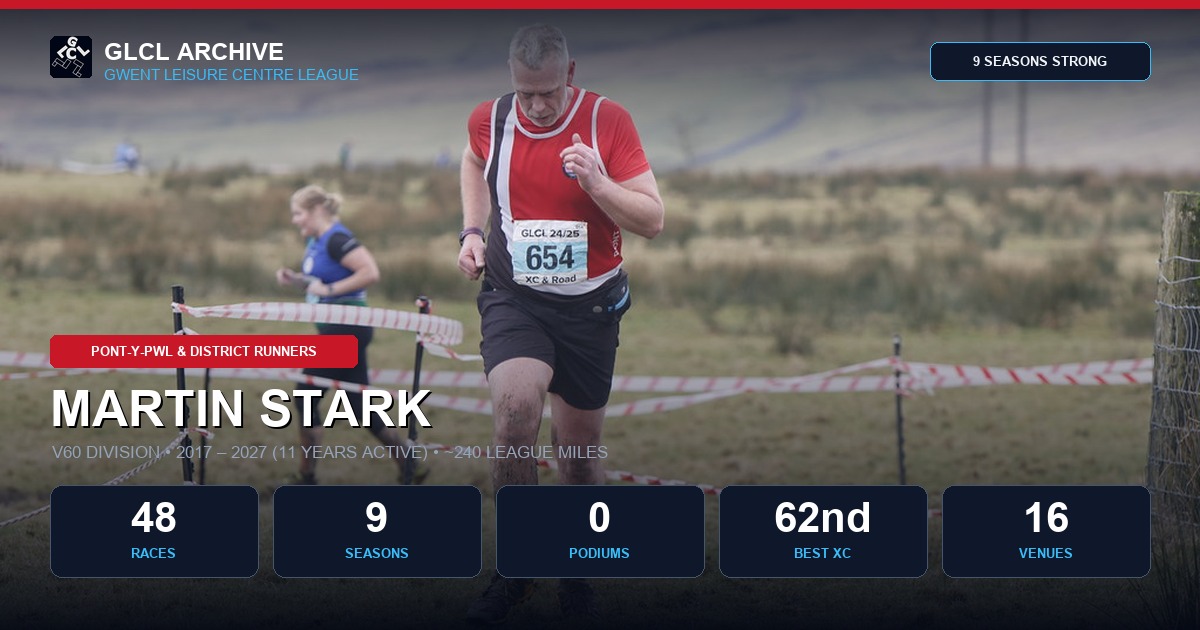 GLCL ARCHIVE
GWENT LEISURE CENTRE LEAGUE
9 SEASONS STRONG
GLCL 24/25
654
XC & Road
PONT-Y-PWL & DISTRICT RUNNERS
MARTIN STARK
V60 DIVISION • 2017 – 2027 (11 YEARS ACTIVE) • ~240 LEAGUE MILES
48
RACES
9
SEASONS
0
PODIUMS
62nd
BEST XC
16
VENUES